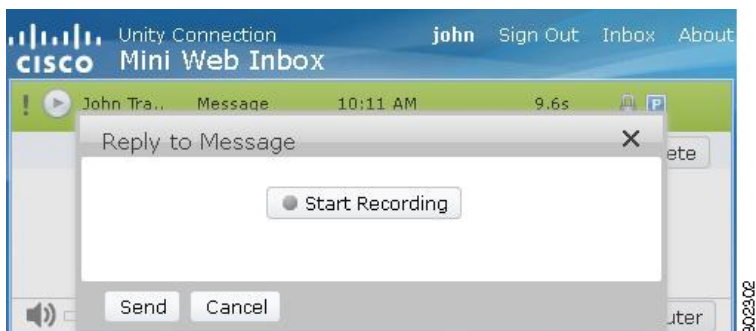 Unity Connection john Sign Out Inbox About
CISCO Mini Web Inbox
! John Tra.. Message 10:11 AM 9.6s P
Reply to Message
ete
Start Recording
Send Cancel
uter
302302